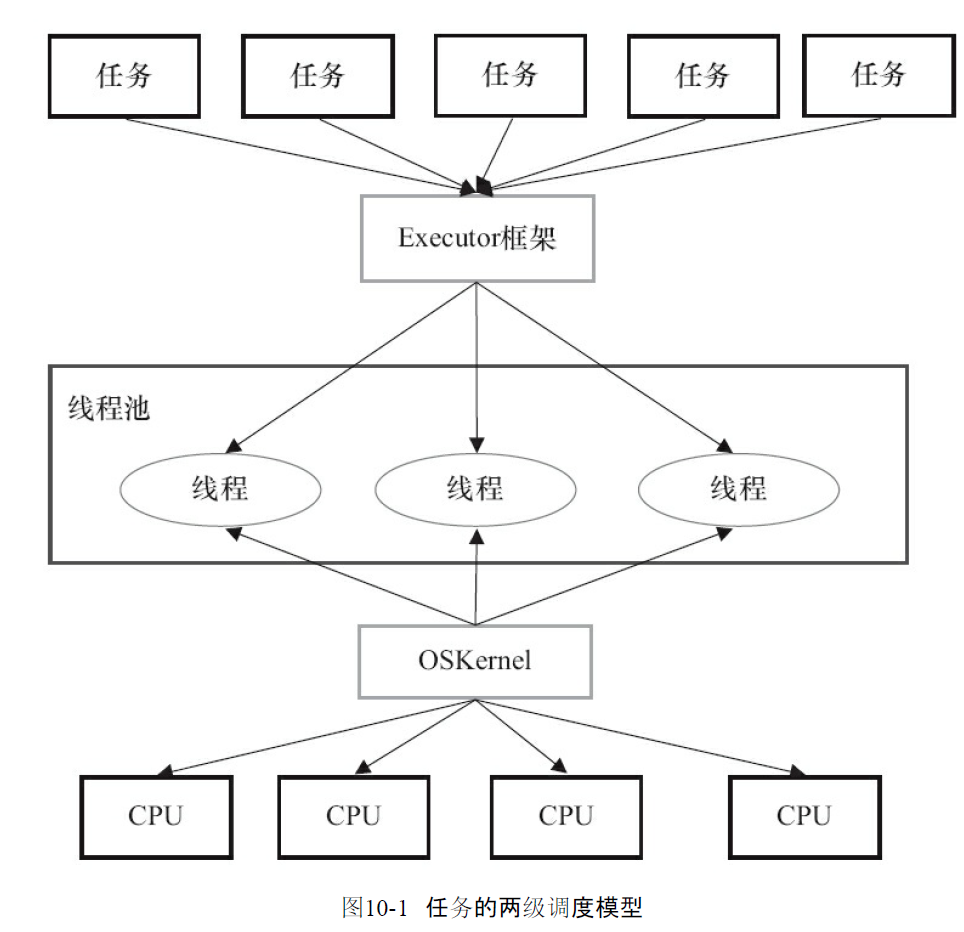 任务 任务 任务 任务 任务
Executor框架
线程池
线程 线程 线程
OSKernel
CPU CPU CPU CPU
图10-1 任务的两级调度模型